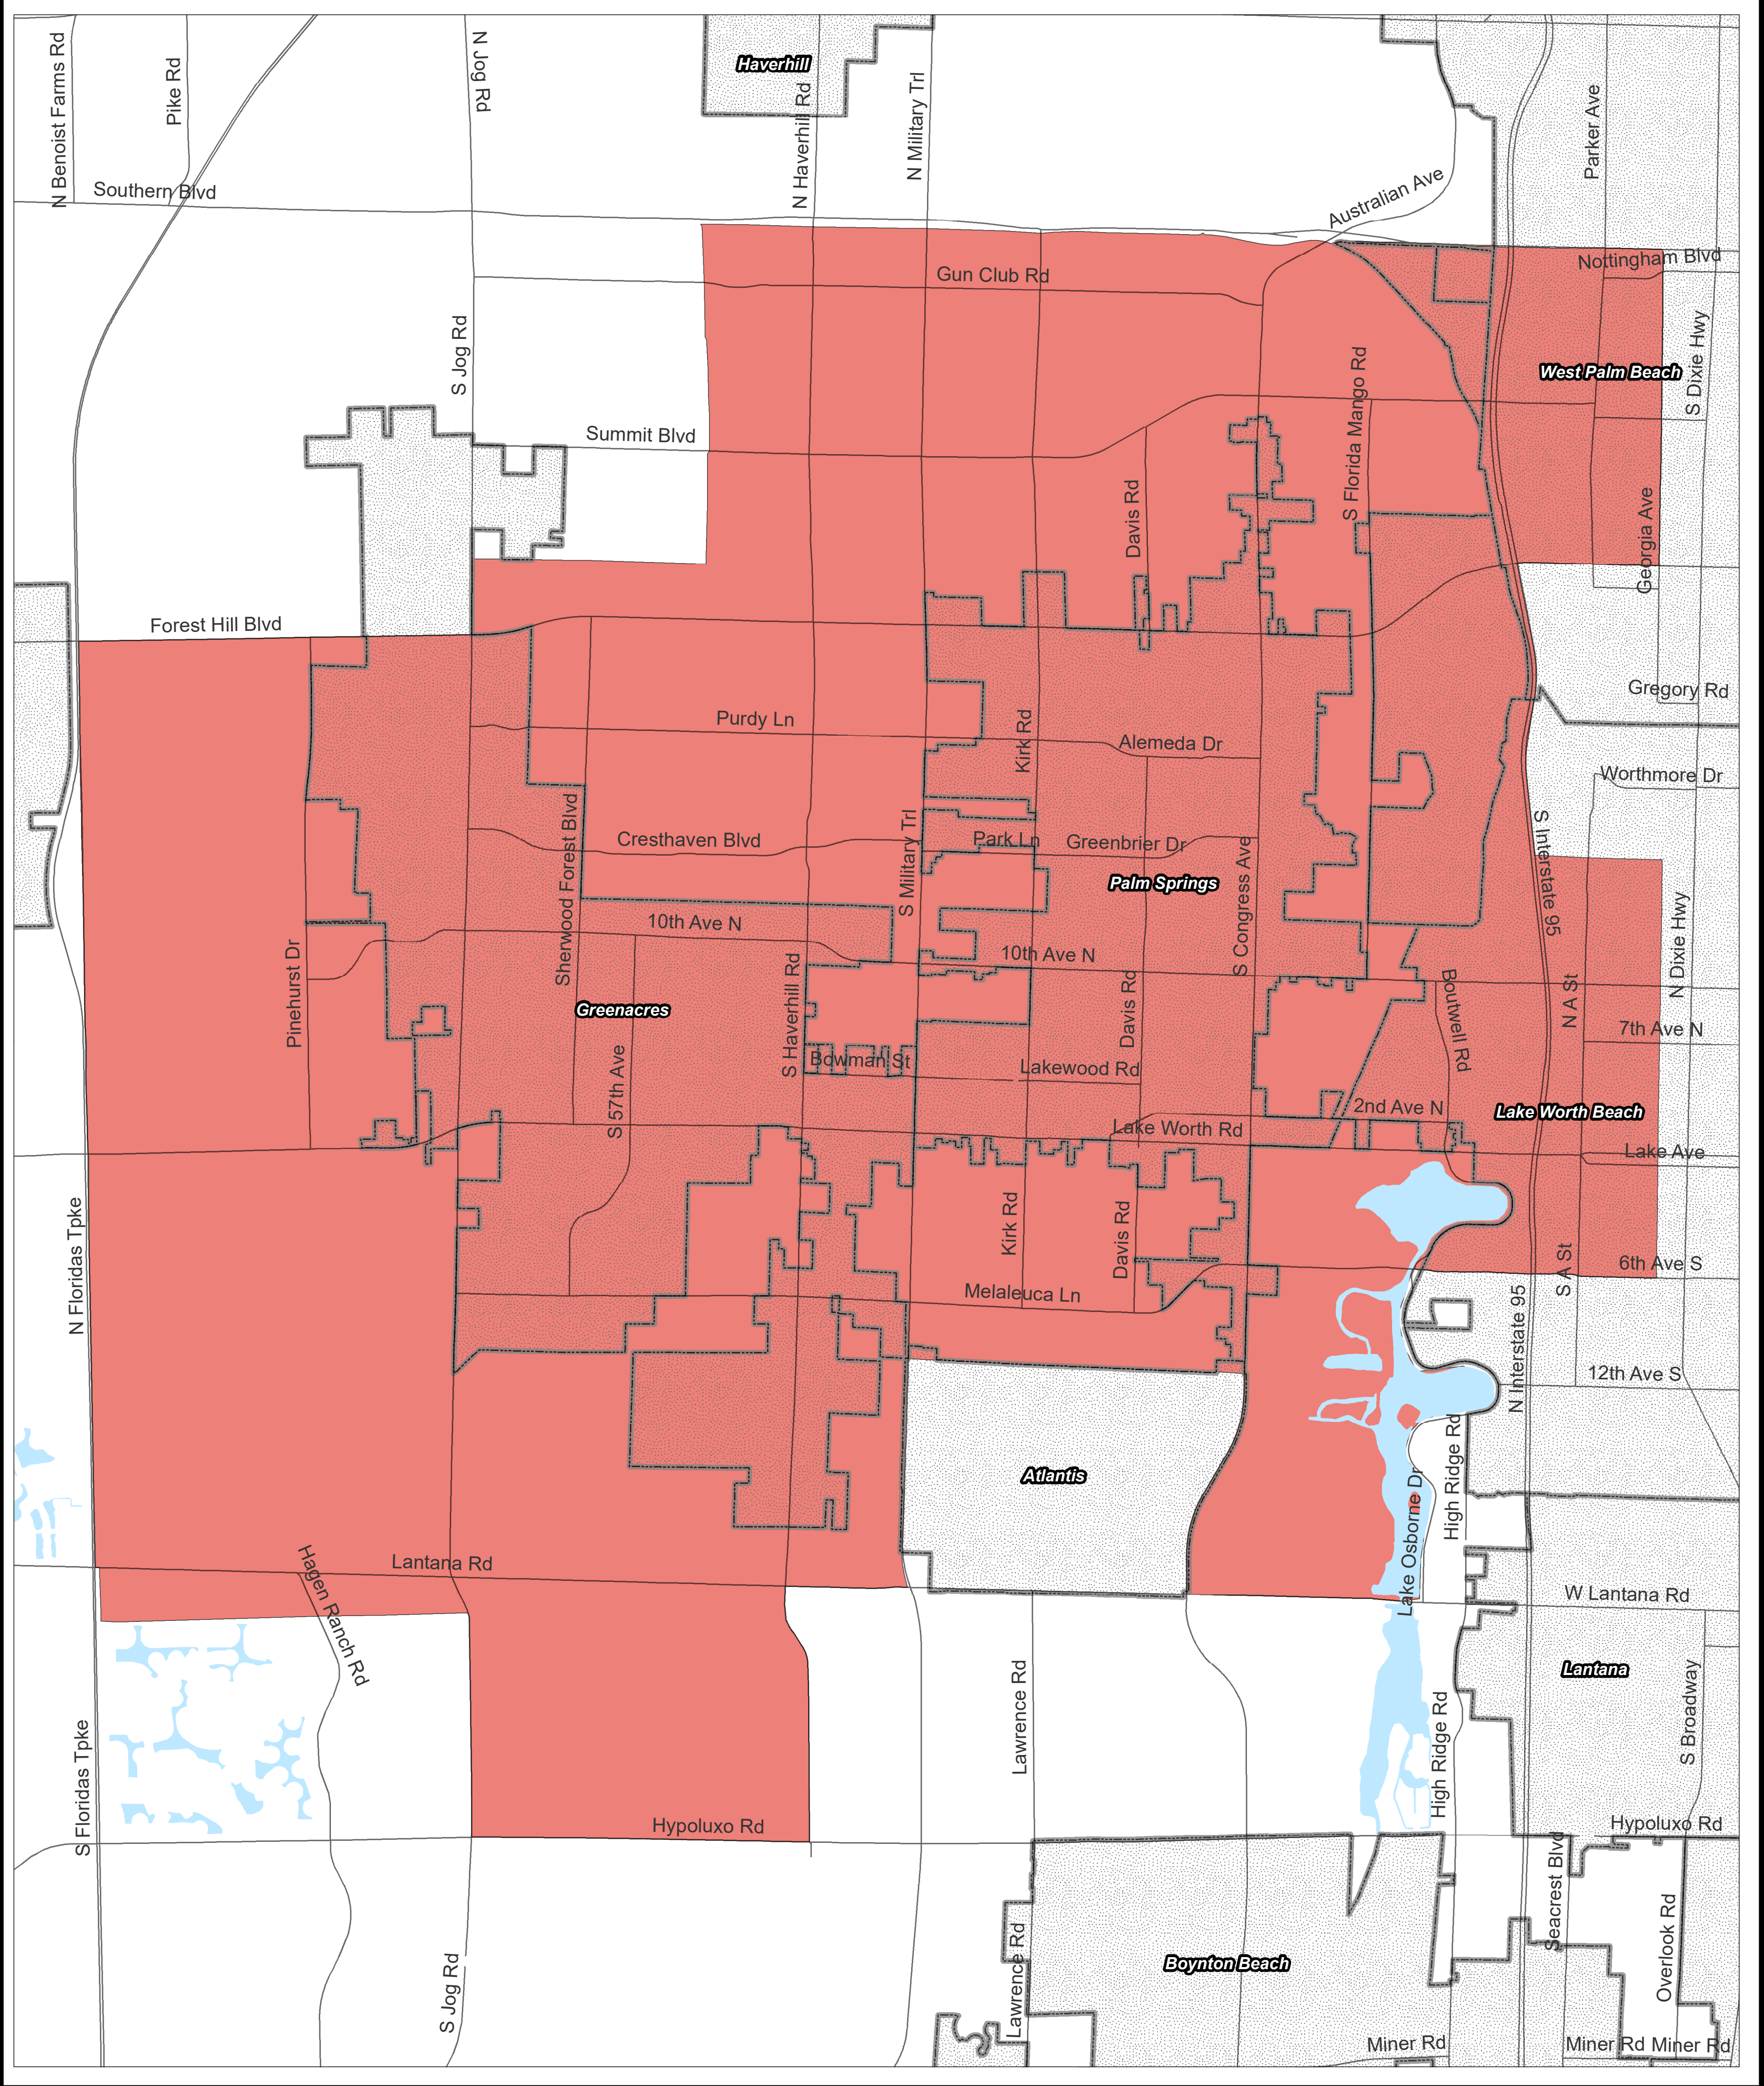 N Benoist Farms Rd
Pike Rd
N Jog Rd
Haverhill
N Haverhill Rd
N Military Trl
Parker Ave
Southern Blvd
Australian Ave
Nottingham Blvd
Gun Club Rd
S Jog Rd
S Florida Mango Rd
West Palm Beach
S Dixie Hwy
Summit Blvd
Davis Rd
Georgia Ave
Forest Hill Blvd
Gregory Rd
Purdy Ln
Kirk Rd
Alemeda Dr
Worthmore Dr
Sherwood Forest Blvd
Cresthaven Blvd
S Military Trl
Park Ln
Greenbrier Dr
S Congress Ave
S Interstate 95
Palm Springs
N Dixie Hwy
10th Ave N
10th Ave N
Pinehurst Dr
S Haverhill Rd
Davis Rd
Boutwell Rd
N A St
Greenacres
7th Ave N
S 57th Ave
Bowman St
Lakewood Rd
2nd Ave N
Lake Worth Beach
Lake Worth Rd
Lake Ave
N Floridas Tpke
Kirk Rd
Davis Rd
S A St
6th Ave S
Melaleuca Ln
N Interstate 95
12th Ave S
Atlantis
High Ridge Rd
Lake Osborne Dr
Lantana Rd
Hagen Ranch Rd
W Lantana Rd
Lantana
Lawrence Rd
S Broadway
High Ridge Rd
S Floridas Tpke
Hypoluxo Rd
Hypoluxo Rd
Seacrest Blvd
Overlook Rd
Lawrence Rd
Boynton Beach
S Jog Rd
Miner Rd
Miner Rd
Miner Rd